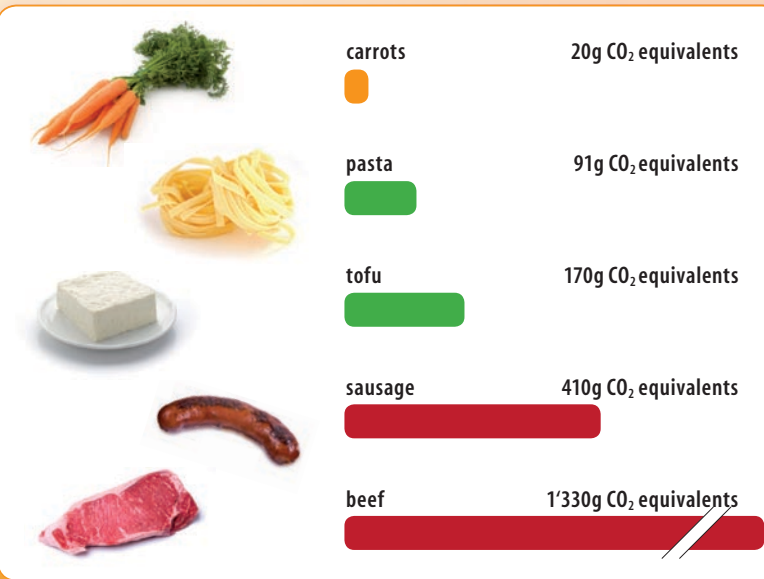 carrots 20g CO₂ equivalents
pasta 91g CO₂ equivalents
tofu 170g CO₂ equivalents
sausage 410g CO₂ equivalents
beef 1‘330g CO₂ equivalents